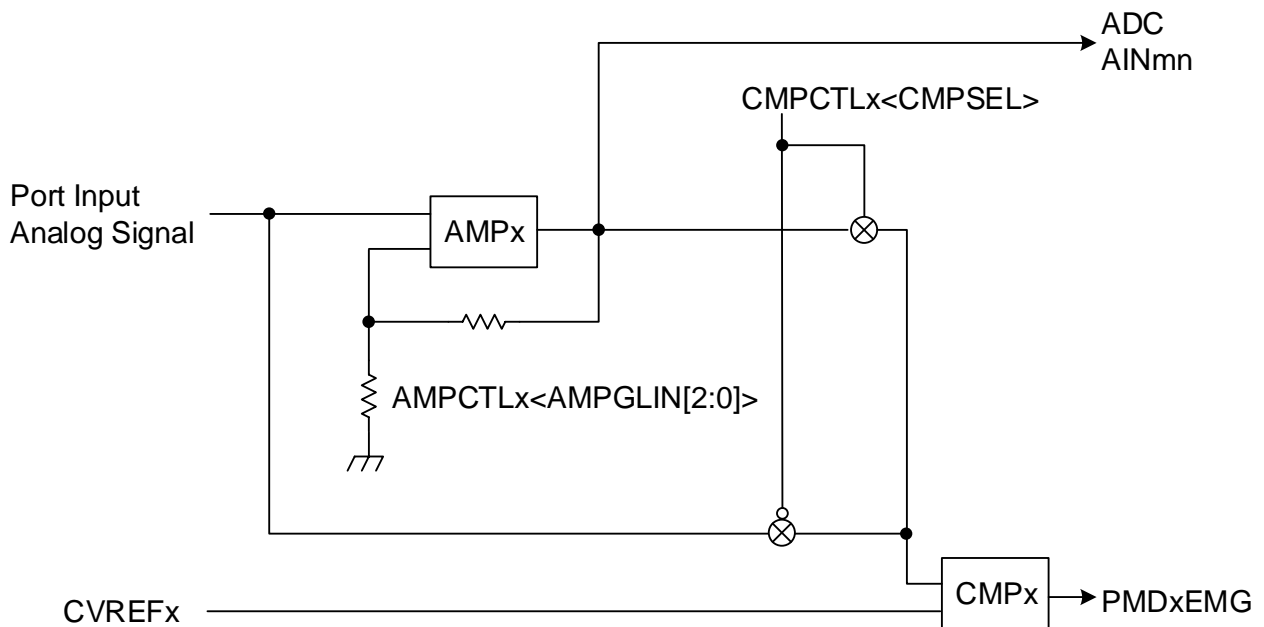 ADC
AINmn
CMPCTLx<CMPSEL>
Port Input
Analog Signal
AMPx
AMPCTLx<AMPGLIN[2:0]>
CMPx
PMDxEMG
CVREFx